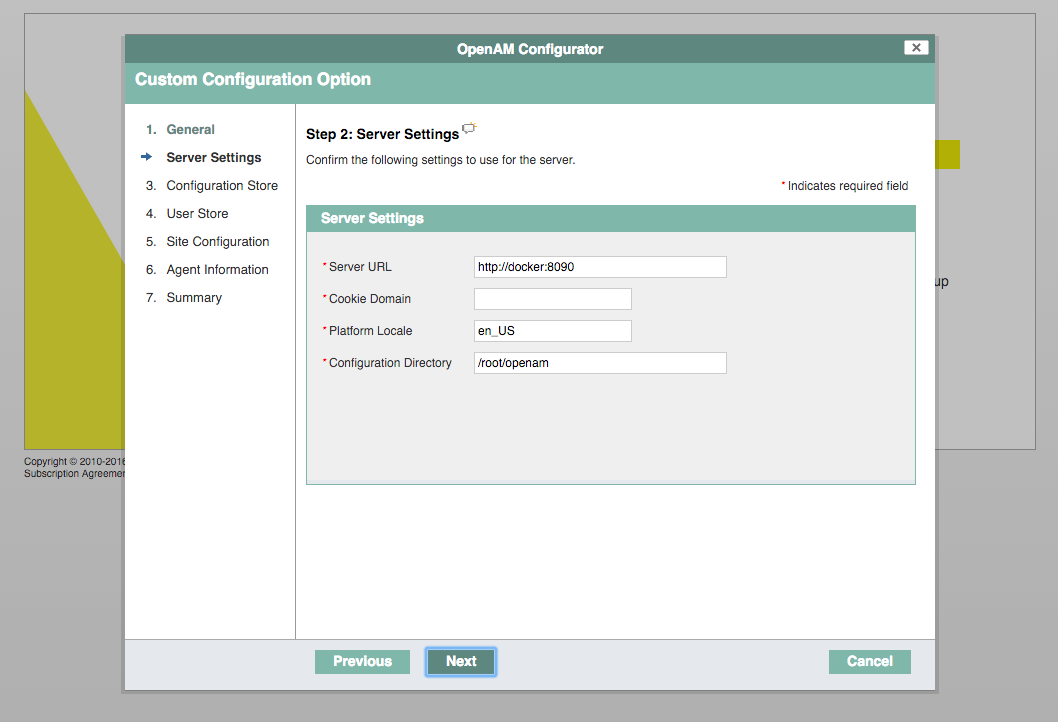 OpenAM Configurator
Custom Configuration Option
1. General
Server Settings
3. Configuration Store
4. User Store
5. Site Configuration
6. Agent Information
7. Summary
Step 2: Server Settings
Confirm the following settings to use for the server.
* Indicates required field
Server Settings
* Server URL http://docker:8090
* Cookie Domain
* Platform Locale en_US
* Configuration Directory /root/openam
up
Copyright © 2010-2016
Subscription Agreemen
Previous Next Cancel